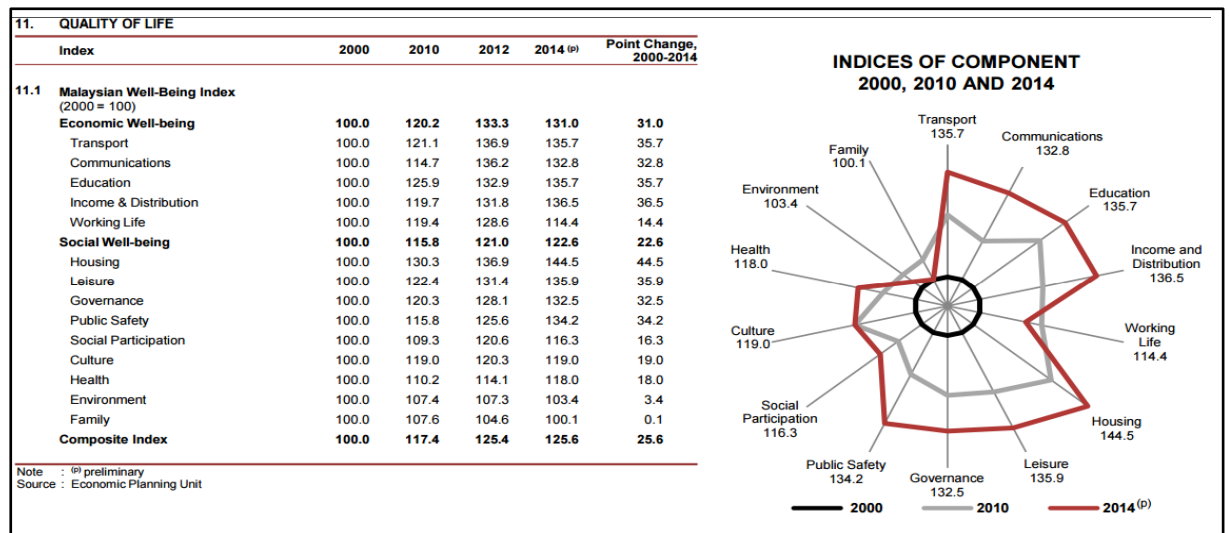 11. QUALITY OF LIFE
Index 2000 2010 2012 2014 (p) Point Change, 2000-2014
11.1 Malaysian Well-Being Index
(2000 = 100)
Economic Well-being 100.0 120.2 133.3 131.0 31.0
Transport 100.0 121.1 136.9 135.7 35.7
Communications 100.0 114.7 136.2 132.8 32.8
Education 100.0 125.9 132.9 135.7 35.7
Income & Distribution 100.0 119.7 131.8 136.5 36.5
Working Life 100.0 119.4 128.6 114.4 14.4
Social Well-being 100.0 115.8 121.0 122.6 22.6
Housing 100.0 130.3 136.9 144.5 44.5
Leisure 100.0 122.4 131.4 135.9 35.9
Governance 100.0 120.3 128.1 132.5 32.5
Public Safety 100.0 115.8 125.6 134.2 34.2
Social Participation 100.0 109.3 120.6 116.3 16.3
Culture 100.0 119.0 120.3 119.0 19.0
Health 100.0 110.2 114.1 118.0 18.0
Environment 100.0 107.4 107.3 103.4 3.4
Family 100.0 107.6 104.6 100.1 0.1
Composite Index 100.0 117.4 125.4 125.6 25.6
Note : (p) preliminary
Source : Economic Planning Unit
INDICES OF COMPONENT
2000, 2010 AND 2014
Transport
135.7
Communications
132.8
Education
135.7
Income and
Distribution
136.5
Working
Life
114.4
Housing
144.5
Leisure
135.9
Governance
132.5
Public Safety
134.2
Social
Participation
116.3
Culture
119.0
Health
118.0
Environment
103.4
Family
100.1
2000 2010 2014 (p)